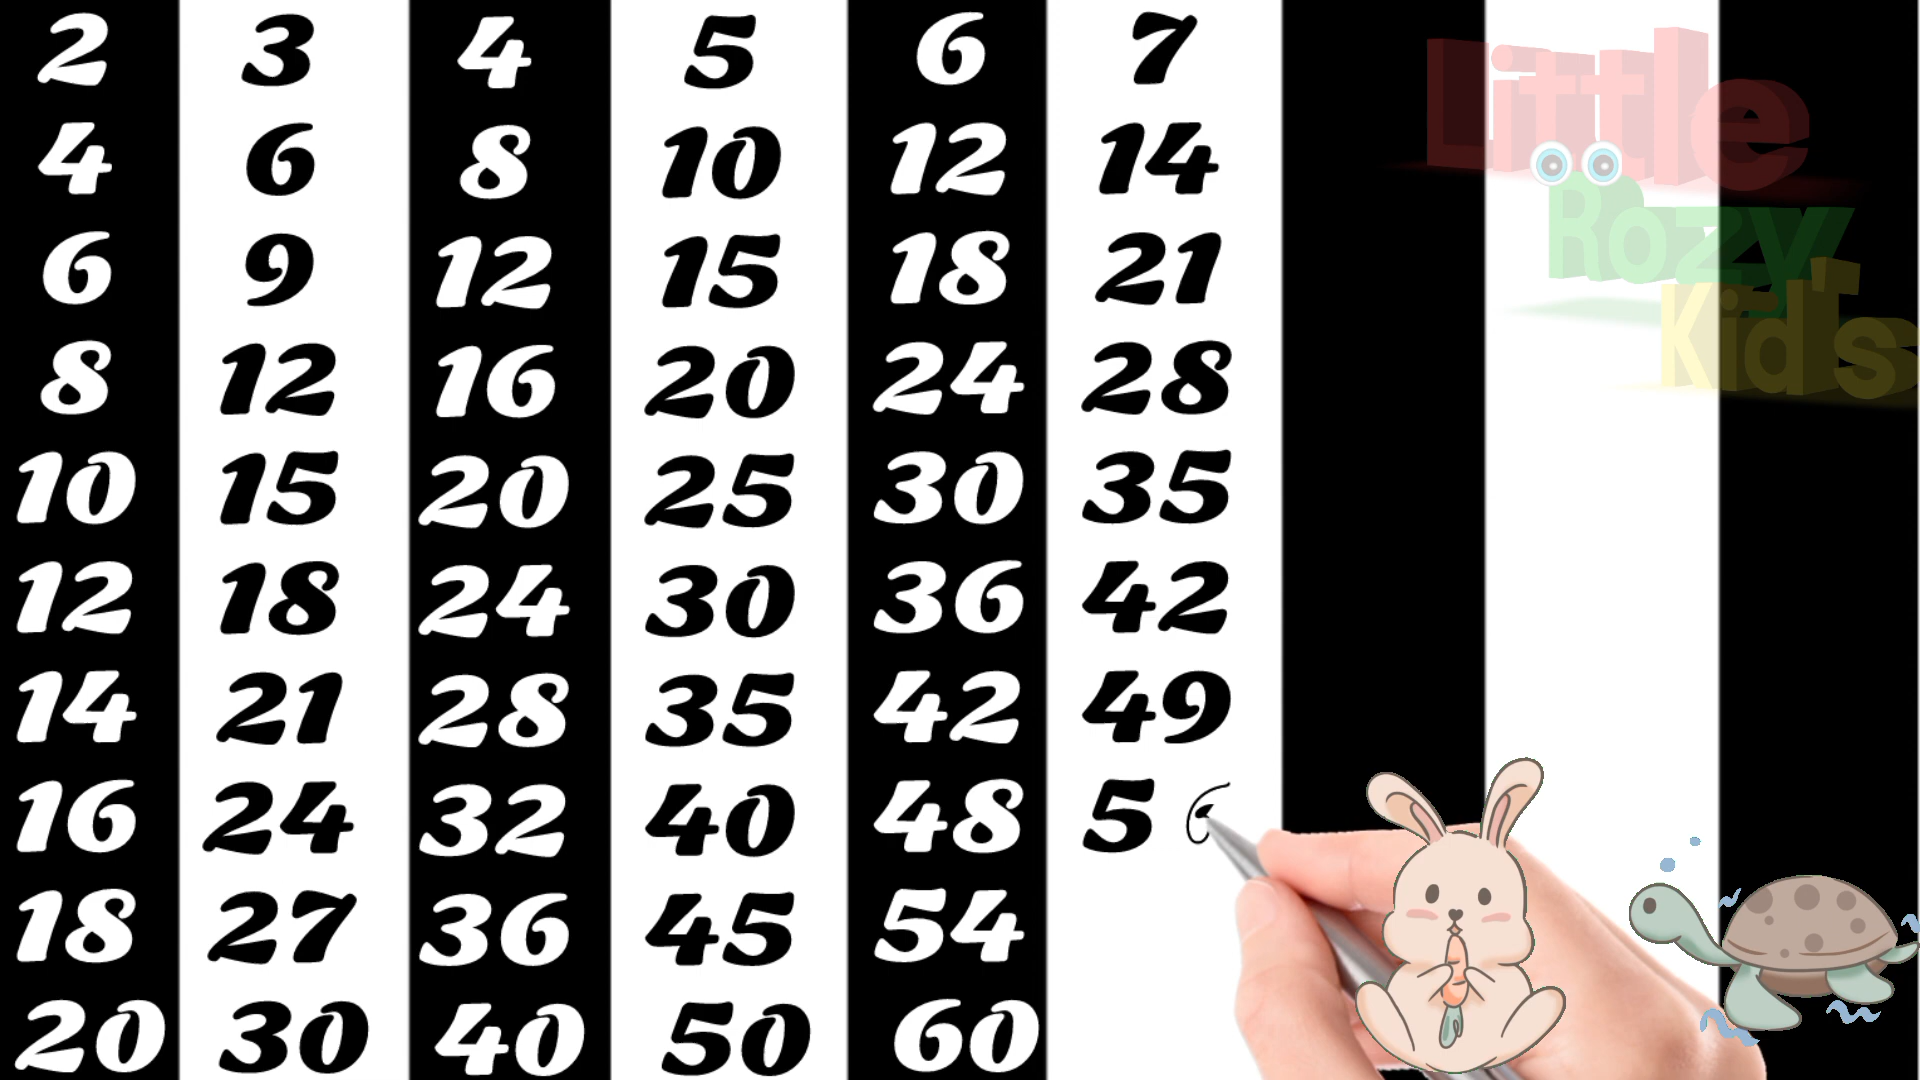 2 3 4 5 6 7
4 6 8 10 12 14
6 9 12 15 18 21
8 12 16 20 24 28
10 15 20 25 30 35
12 18 24 30 36 42
14 21 28 35 42 49
16 24 32 40 48 56
18 27 36 45 54
20 30 40 50 60
Little
Rozy
Kid's